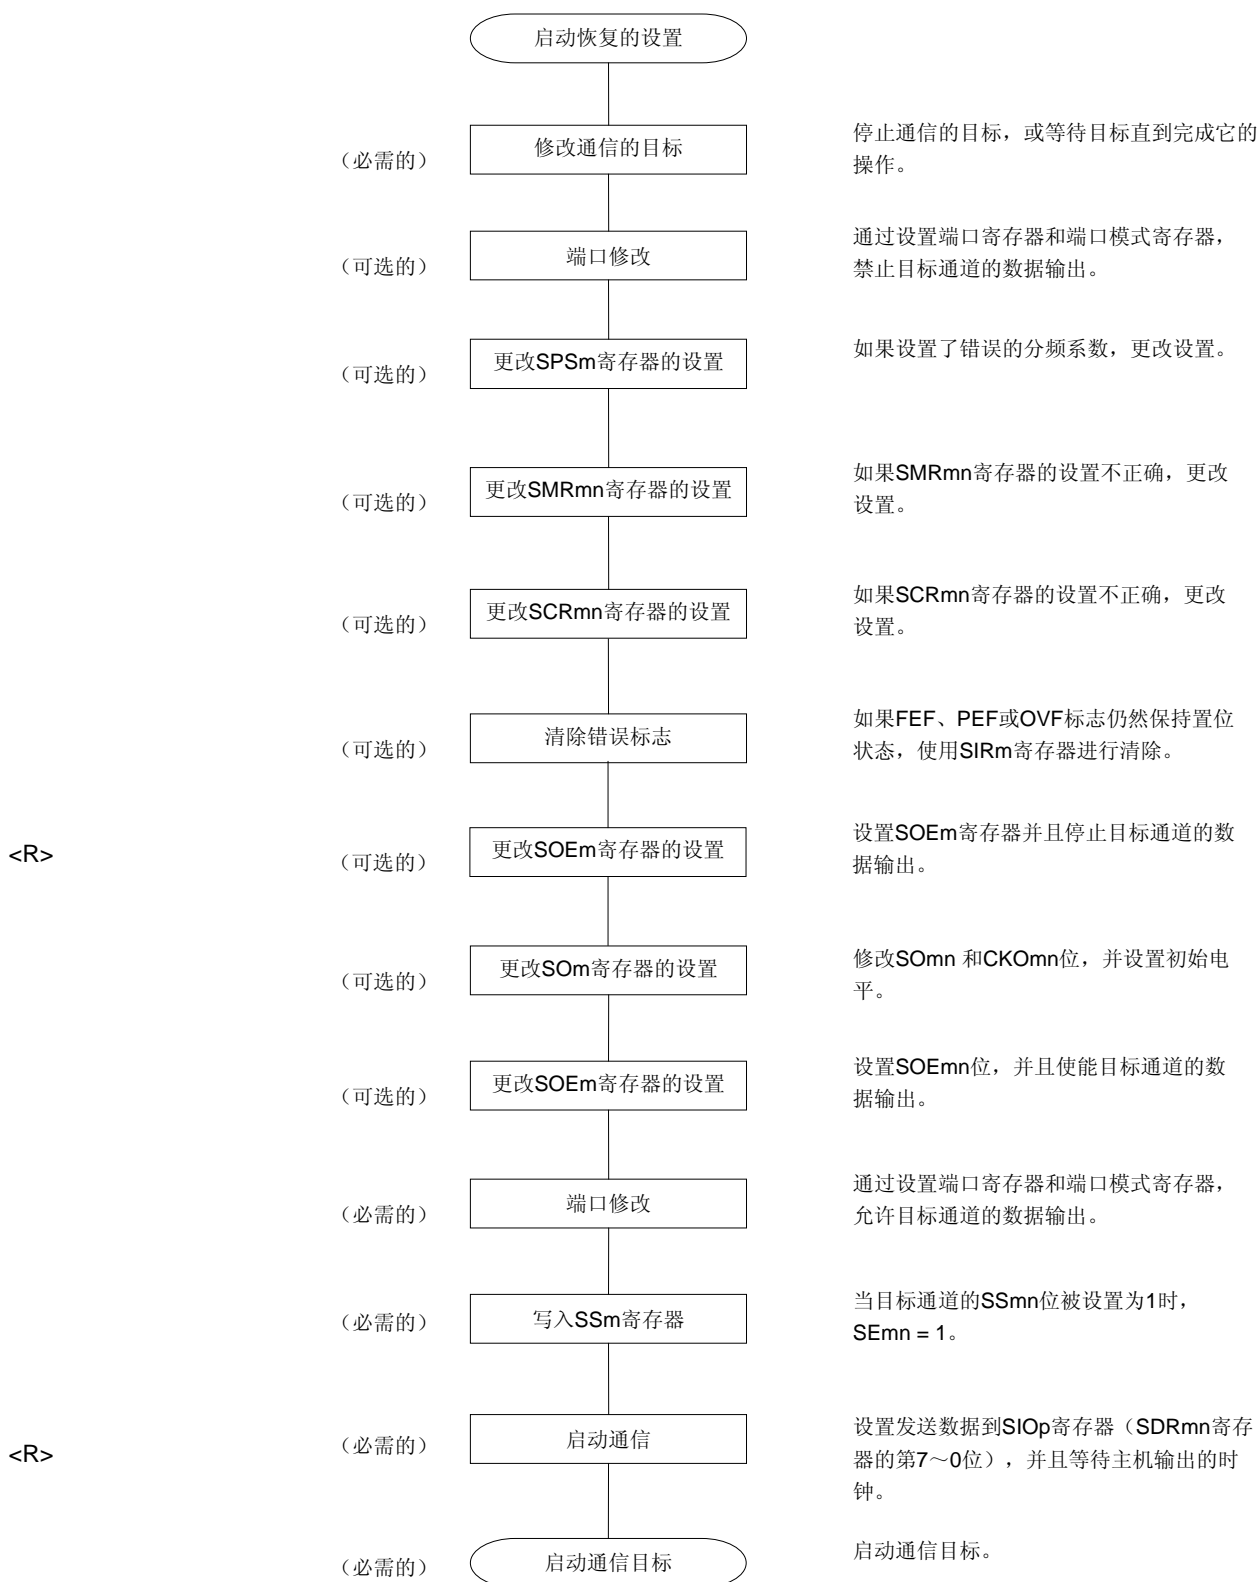 启动恢复的设置
（必需的）
修改通信的目标
停止通信的目标，或等待目标直到完成它的
操作。
（可选的）
端口修改
通过设置端口寄存器和端口模式寄存器，
禁止目标通道的数据输出。
（可选的）
更改SPSm寄存器的设置
如果设置了错误的分频系数，更改设置。
（可选的）
更改SMRmn寄存器的设置
如果SMRmn寄存器的设置不正确，更改
设置。
（可选的）
更改SCRmn寄存器的设置
如果SCRmn寄存器的设置不正确，更改
设置。
（可选的）
清除错误标志
如果FEF、PEF或OVF标志仍然保持置位
状态，使用SIRm寄存器进行清除。
<R>
（可选的）
更改SOEm寄存器的设置
设置SOEm寄存器并且停止目标通道的数
据输出。
（可选的）
更改SOm寄存器的设置
修改SOmn 和CKOmn位，并设置初始电
平。
（可选的）
更改SOEm寄存器的设置
设置SOEmn位，并且使能目标通道的数
据输出。
（必需的）
端口修改
通过设置端口寄存器和端口模式寄存器，
允许目标通道的数据输出。
（必需的）
写入SSm寄存器
当目标通道的SSmn位被设置为1时，
SEmn = 1。
<R>
（必需的）
启动通信
设置发送数据到SIOp寄存器（SDRmn寄存
器的第7～0位），并且等待主机输出的时
钟。
（必需的）
启动通信目标
启动通信目标。